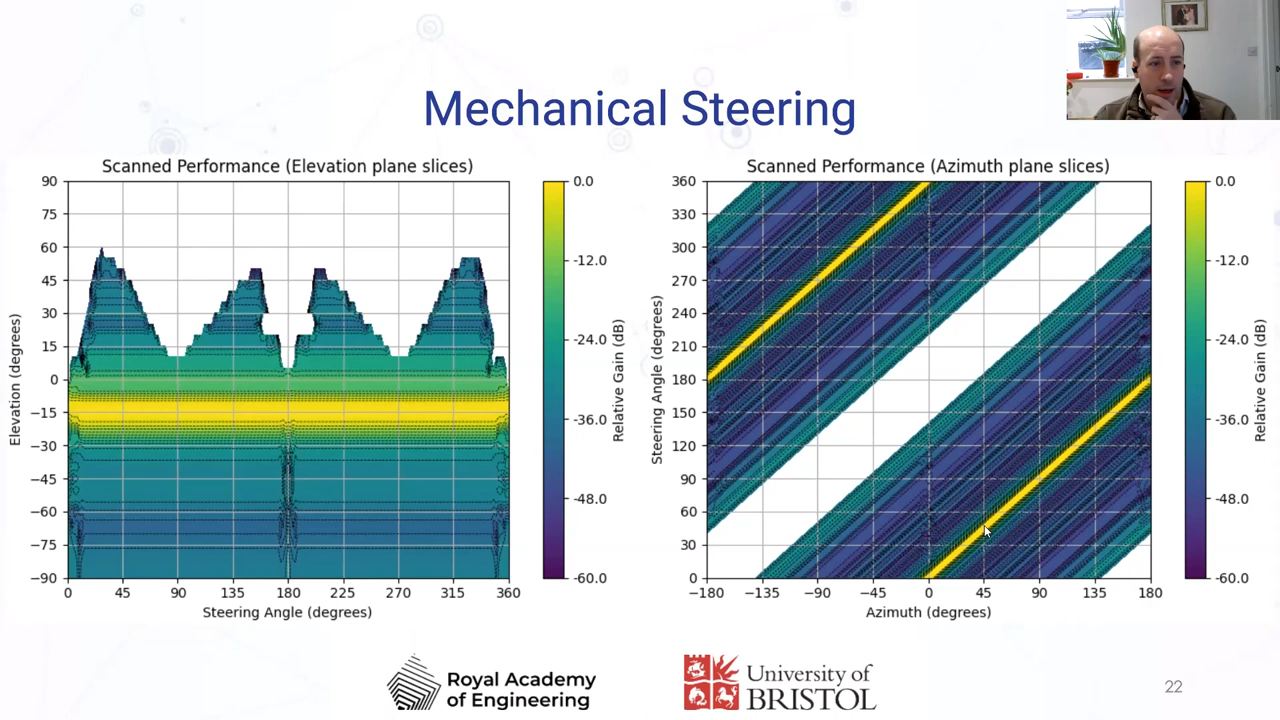 Mechanical Steering
Scanned Performance (Elevation plane slices)
90
75
60
45
30
15
0
−15
−30
−45
−60
−75
−90
Elevation (degrees)
0 45 90 135 180 225 270 315 360
Steering Angle (degrees)
0.0
-12.0
-24.0
-36.0
-48.0
-60.0
Relative Gain (dB)
Scanned Performance (Azimuth plane slices)
360
330
300
270
240
210
180
150
120
90
60
30
0
Steering Angle (degrees)
−180 −135 −90 −45 0 45 90 135 180
Azimuth (degrees)
0.0
-12.0
-24.0
-36.0
-48.0
-60.0
Relative Gain (dB)
Royal Academy
of Engineering
University of
BRISTOL
22